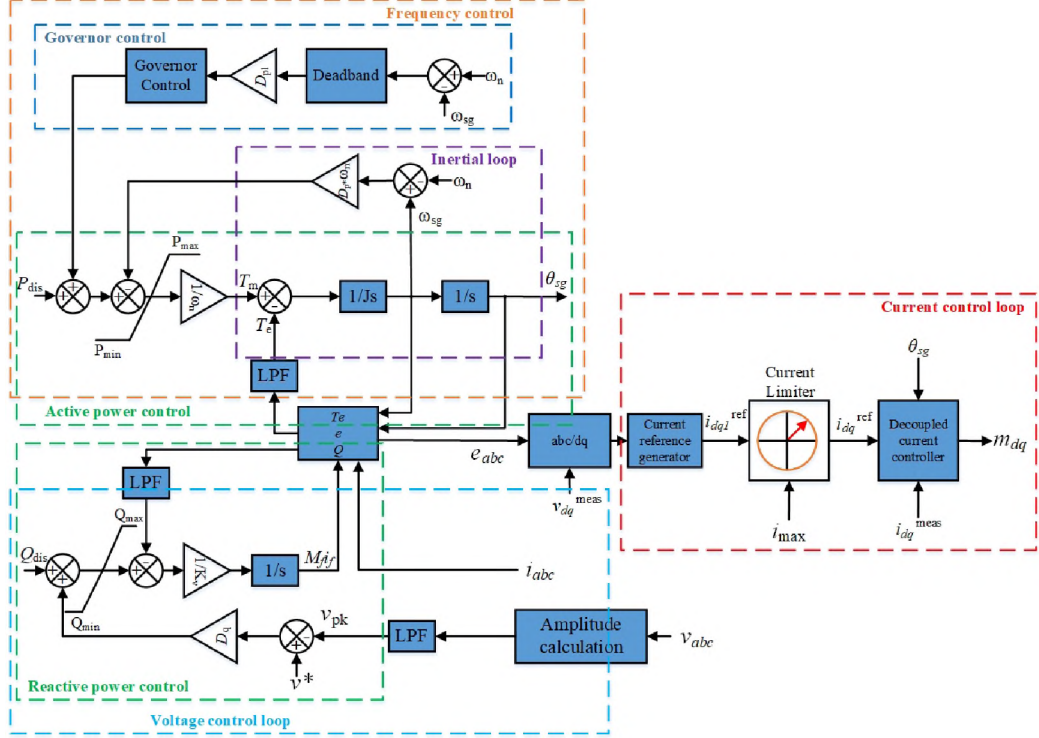 Frequency control
Governor control
Governor
Control
D_pl
Deadband
+
-
ω_n
ω_sg
Inertial loop
D_p*ω_n
-
+
ω_n
ω_sg
P_max
P_dis
+
+
+
-
1/ω_n
T_m
+
-
1/Js
1/s
θ_sg
P_min
T_e
LPF
Active power control
Te
e
Q
e_abc
abc/dq
v_dq^meas
Current control loop
θ_sg
Current
Limiter
Current
reference
generator
i_dq1^ref
i_dq^ref
Decoupled
current
controller
m_dq
i_max
i_dq^meas
LPF
Q_max
Q_dis
+
+
+
-
1/K_v
1/s
M_f i_f
i_abc
Q_min
D_q
v_pk
-
+
LPF
Amplitude
calculation
v_abc
v*
Reactive power control
Voltage control loop